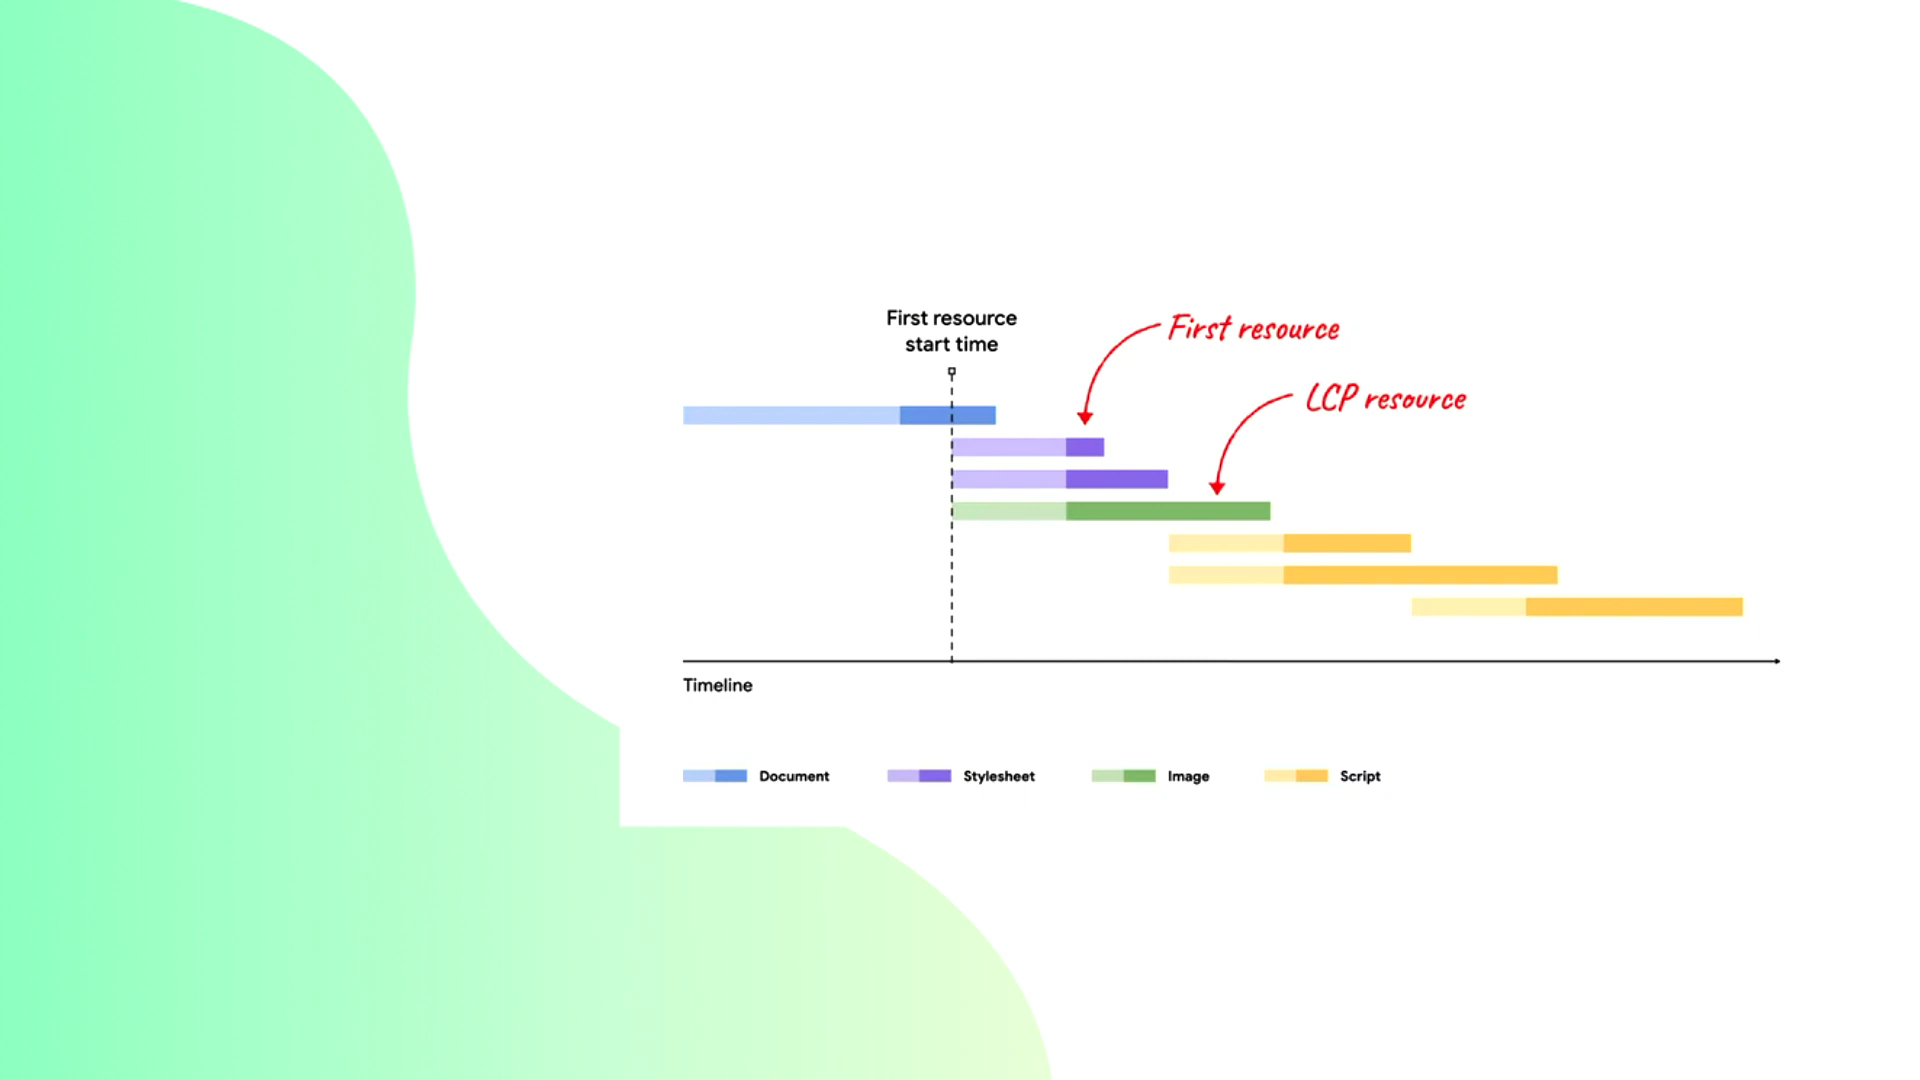 First resource
start time
First resource
LCP resource
Timeline
Document
Stylesheet
Image
Script